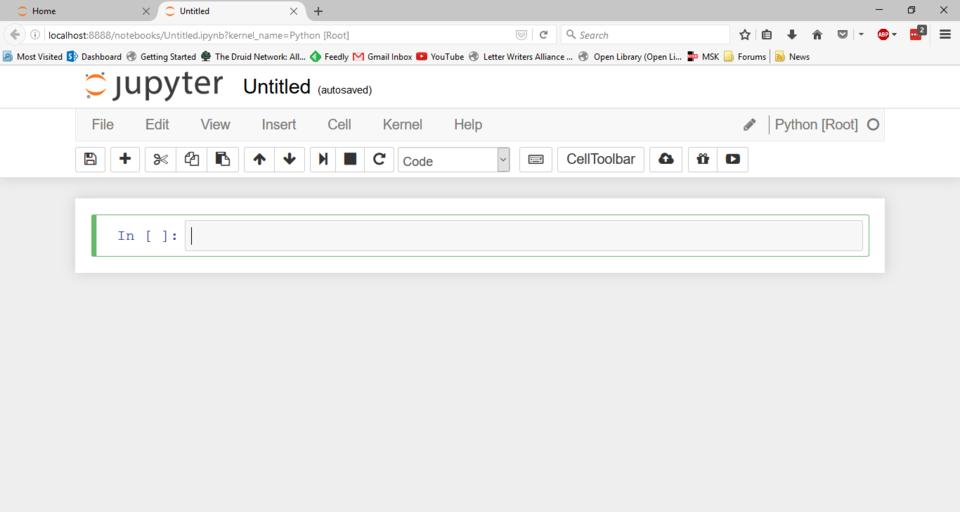 Home
Untitled
localhost:8888/notebooks/Untitled.ipynb?kernel_name=Python [Root]
Search
ABP
2
Most Visited Dashboard Getting Started The Druid Network: All... Feedly Gmail Inbox YouTube Letter Writers Alliance ... Open Library (Open Li... MSK Forums News
jupyter Untitled (autosaved)
File Edit View Insert Cell Kernel Help Python [Root]
Code CellToolbar
In [ ]: